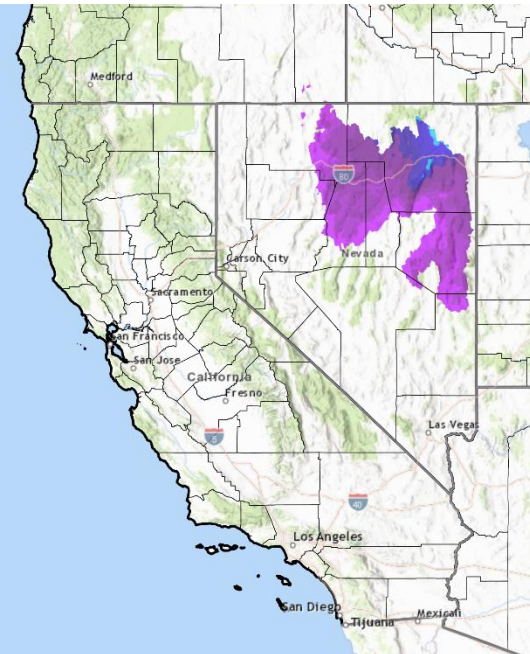 Medford
80
Nevada
Carson City
Sacramento
San Francisco
San Jose
California
Fresno
Las Vegas
5
40
Los Angeles
San Diego
Tijuana
Mexicali